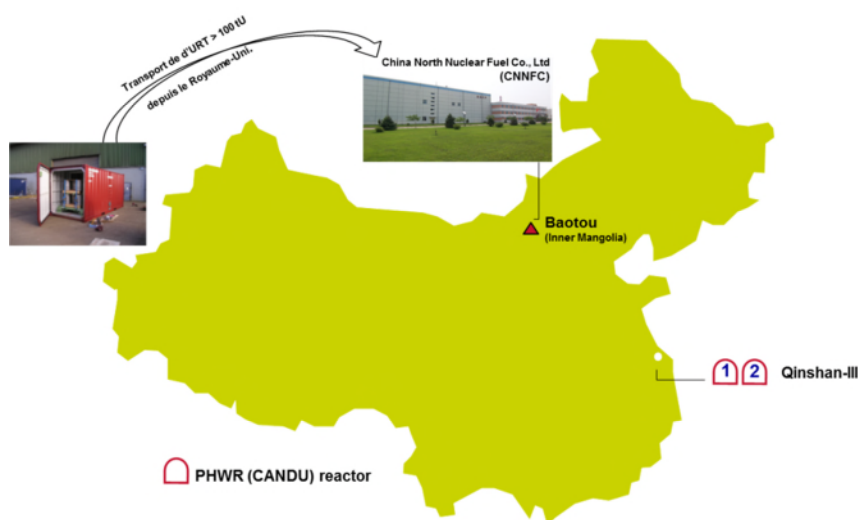 Transport de d'URT > 100 tU
depuis le Royaume-Uni.
China North Nuclear Fuel Co., Ltd
(CNNFC)
Baotou
(Inner Mangolia)
1 2 Qinshan-III
PHWR (CANDU) reactor